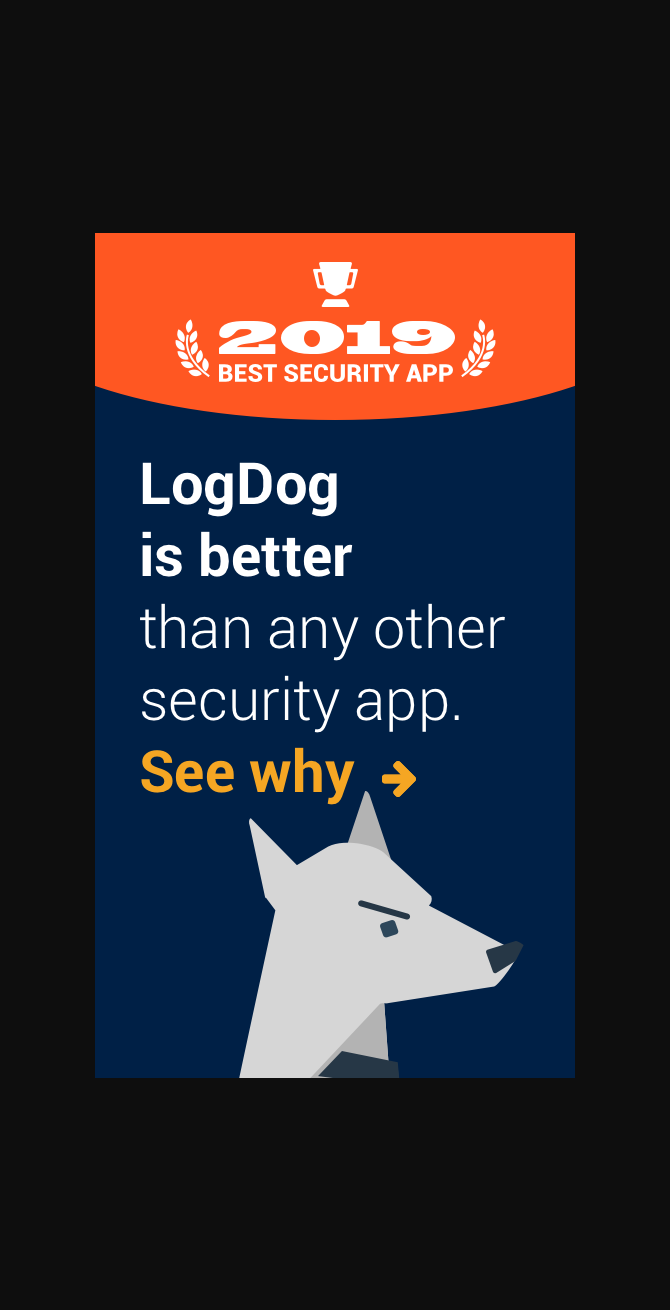 2019
BEST SECURITY APP
LogDog
is better
than any other
security app.
See why